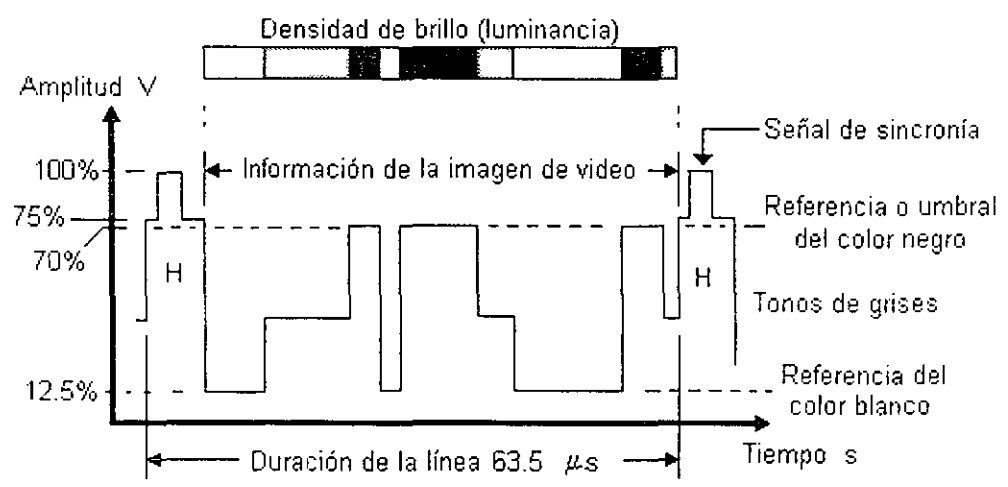 Densidad de brillo (luminancia)
Amplitud V
Señal de sincronía
100%
Información de la imagen de video
75%
Referencia o umbral
del color negro
70%
H
H
Tonos de grises
12.5%
Referencia del
color blanco
Duración de la línea 63.5 μs
Tiempo s